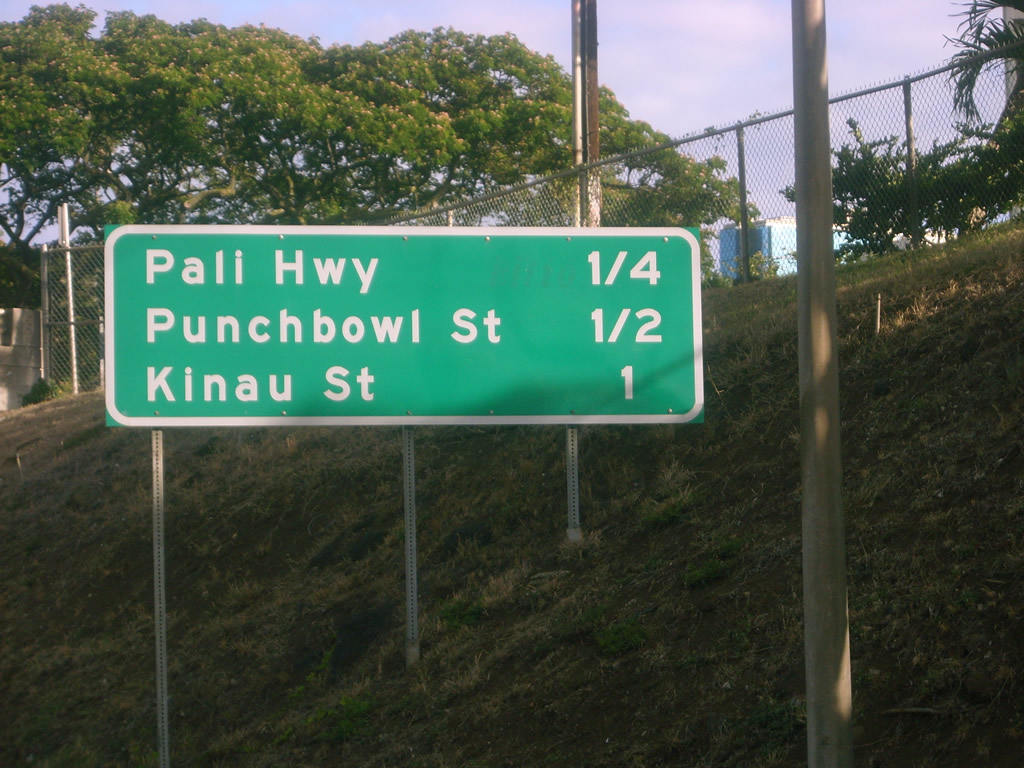 Pali Hwy 1/4
Punchbowl St 1/2
Kinau St 1